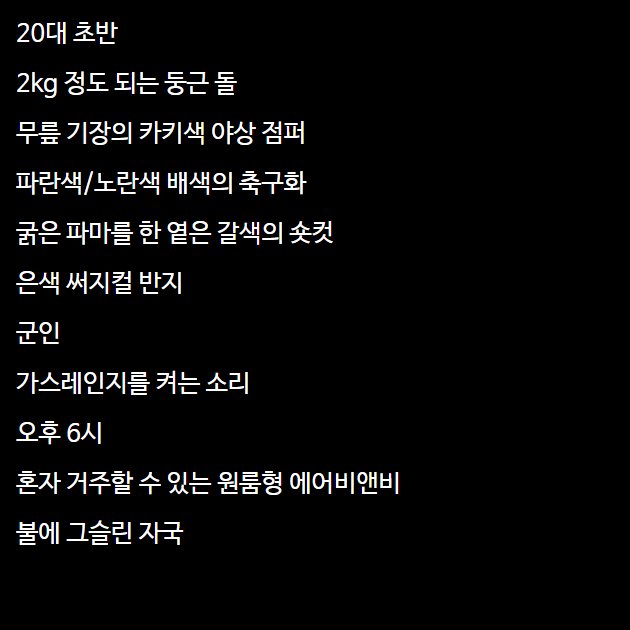 20대 초반
2kg 정도 되는 둥근 돌
무릎 기장의 카키색 야상 점퍼
파란색/노란색 배색의 축구화
굵은 파마를 한 옅은 갈색의 숏컷
은색 써지컬 반지
군인
가스레인지를 켜는 소리
오후 6시
혼자 거주할 수 있는 원룸형 에어비앤비
불에 그슬린 자국